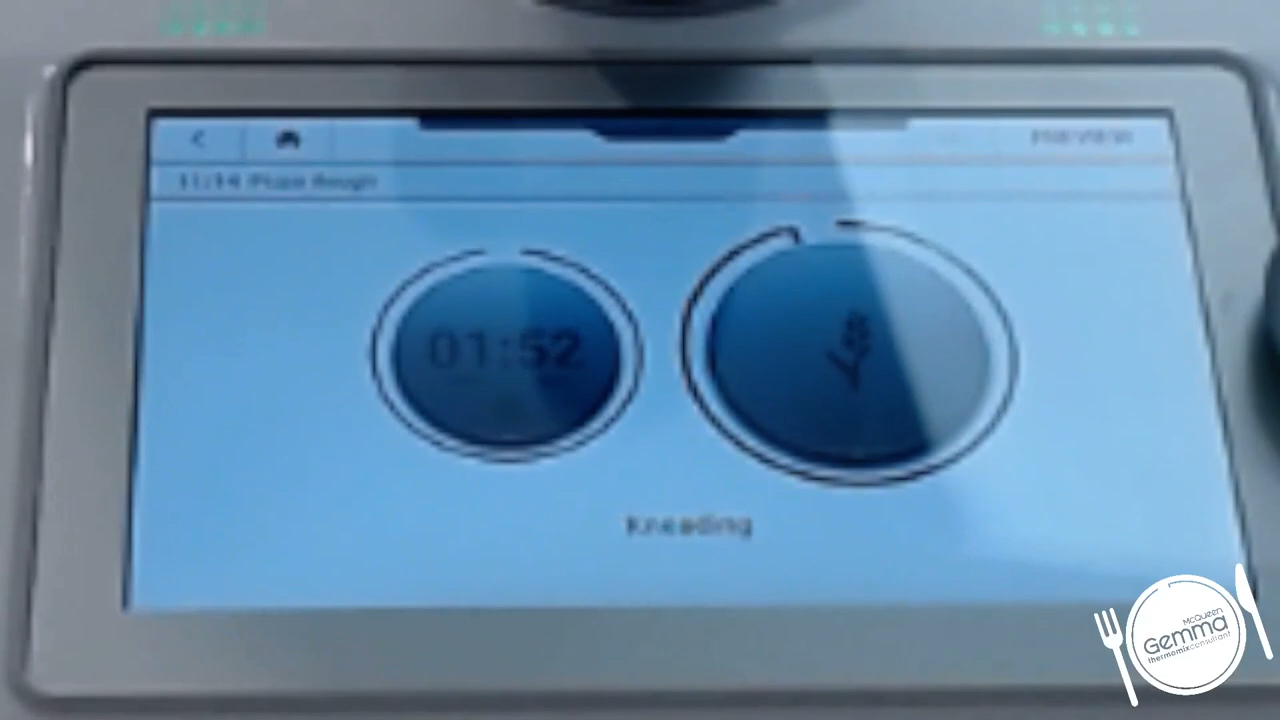 11/14 Pizza Dough
01:52
Kneading
McQueen
Gemma
thermomixconsultant